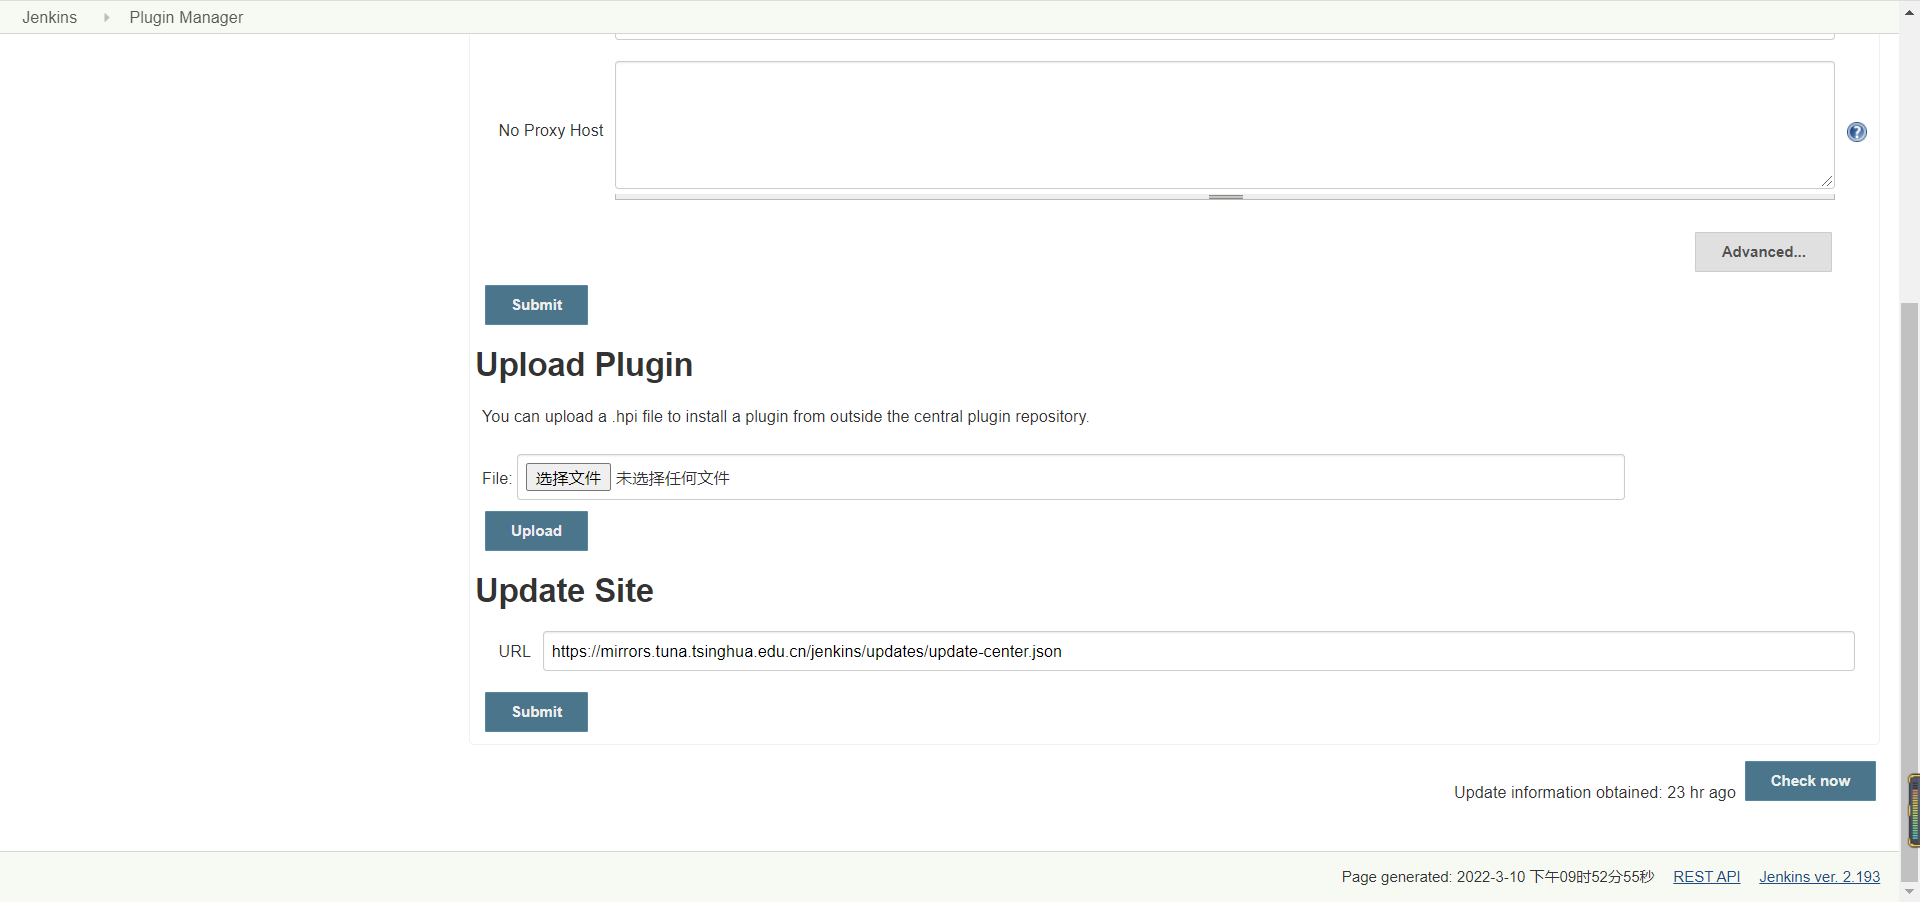 Jenkins Plugin Manager
No Proxy Host
Advanced...
Submit
Upload Plugin
You can upload a .hpi file to install a plugin from outside the central plugin repository.
File: 选择文件 未选择任何文件
Upload
Update Site
URL https://mirrors.tuna.tsinghua.edu.cn/jenkins/updates/update-center.json
Submit
Update information obtained: 23 hr ago Check now
Page generated: 2022-3-10 下午09时52分55秒 REST API Jenkins ver. 2.193